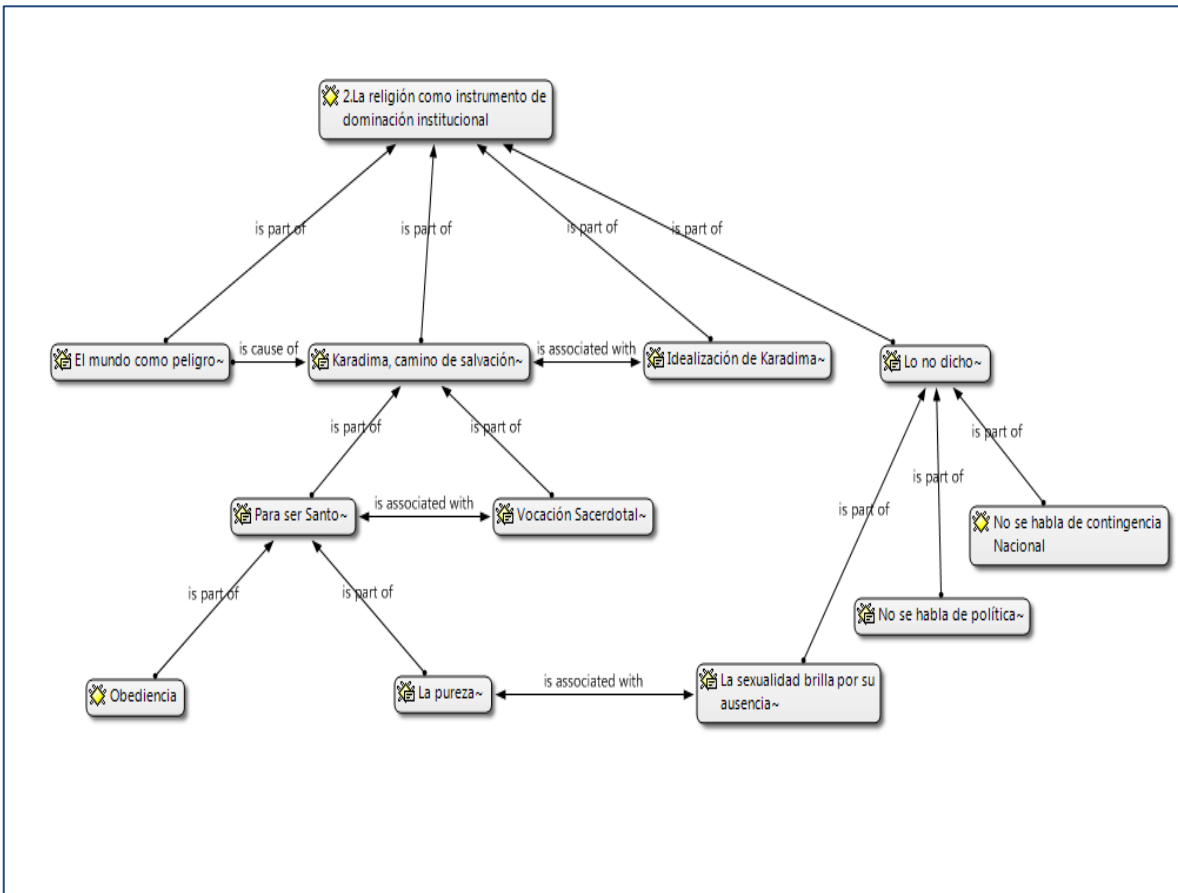 2.La religión como instrumento de
dominación institucional
is part of
is part of
is part of
is part of
El mundo como peligro~
is cause of
Karadima, camino de salvación~
is associated with
Idealización de Karadima~
Lo no dicho~
is part of
is part of
is part of
is part of
is part of
Para ser Santo~
is associated with
Vocación Sacerdotal~
No se habla de contingencia
Nacional
is part of
is part of
No se habla de política~
Obediencia
La pureza~
is associated with
La sexualidad brilla por su
ausencia~